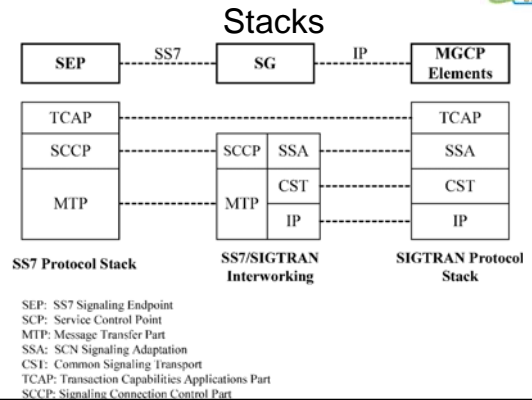 Stacks
SEP
SS7
SG
IP
MGCP
Elements
TCAP
TCAP
SCCP
SCCP
SSA
SSA
MTP
MTP
CST
CST
IP
IP
SS7 Protocol Stack
SS7/SIGTRAN
Interworking
SIGTRAN Protocol
Stack
SEP: SS7 Signaling Endpoint
SCP: Service Control Point
MTP: Message Transfer Part
SSA: SCN Signaling Adaptation
CST: Common Signaling Transport
TCAP: Transaction Capabilities Applications Part
SCCP: Signaling Connection Control Part